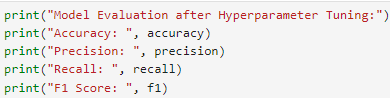 print("Model Evaluation after Hyperparameter Tuning:")
print("Accuracy: ", accuracy)
print("Precision: ", precision)
print("Recall: ", recall)
print("F1 Score: ", f1)